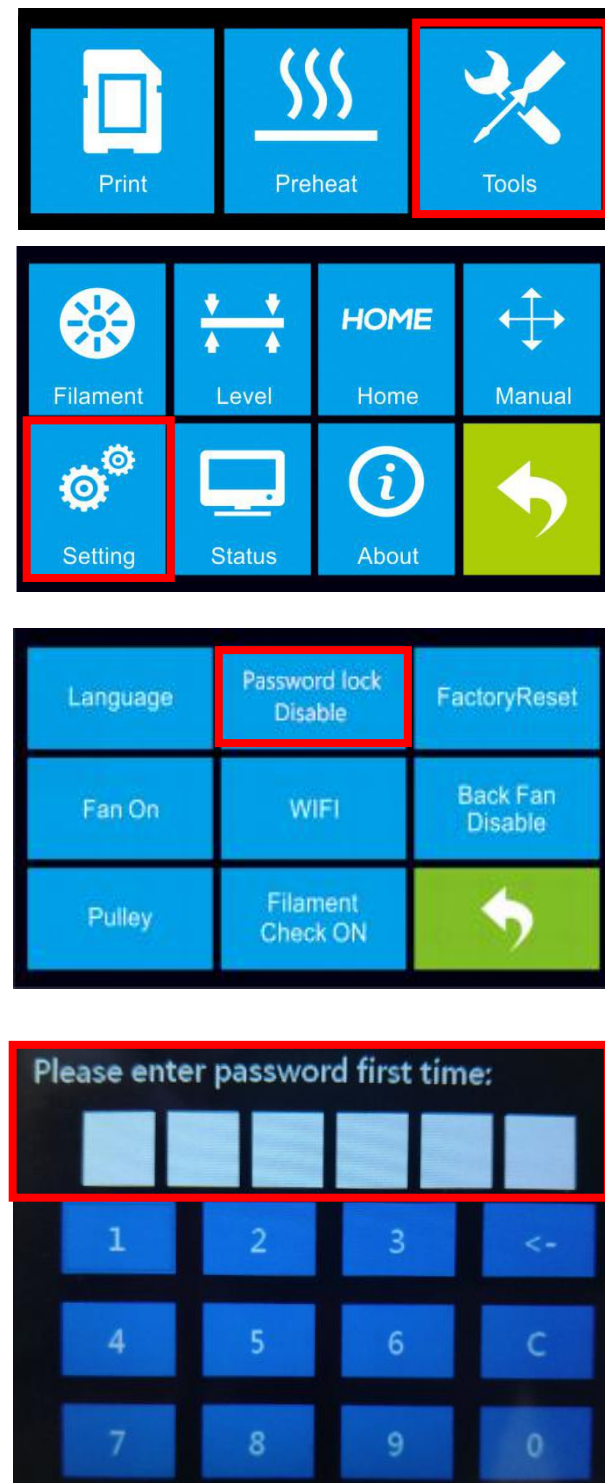 Print Preheat Tools
HOME
Filament Level Home Manual
i
Setting Status About
Language Password lock Disable FactoryReset
Fan On WIFI Back Fan Disable
Pulley Filament Check ON
Please enter password first time:
1 2 3 <-
4 5 6 C
7 8 9 0